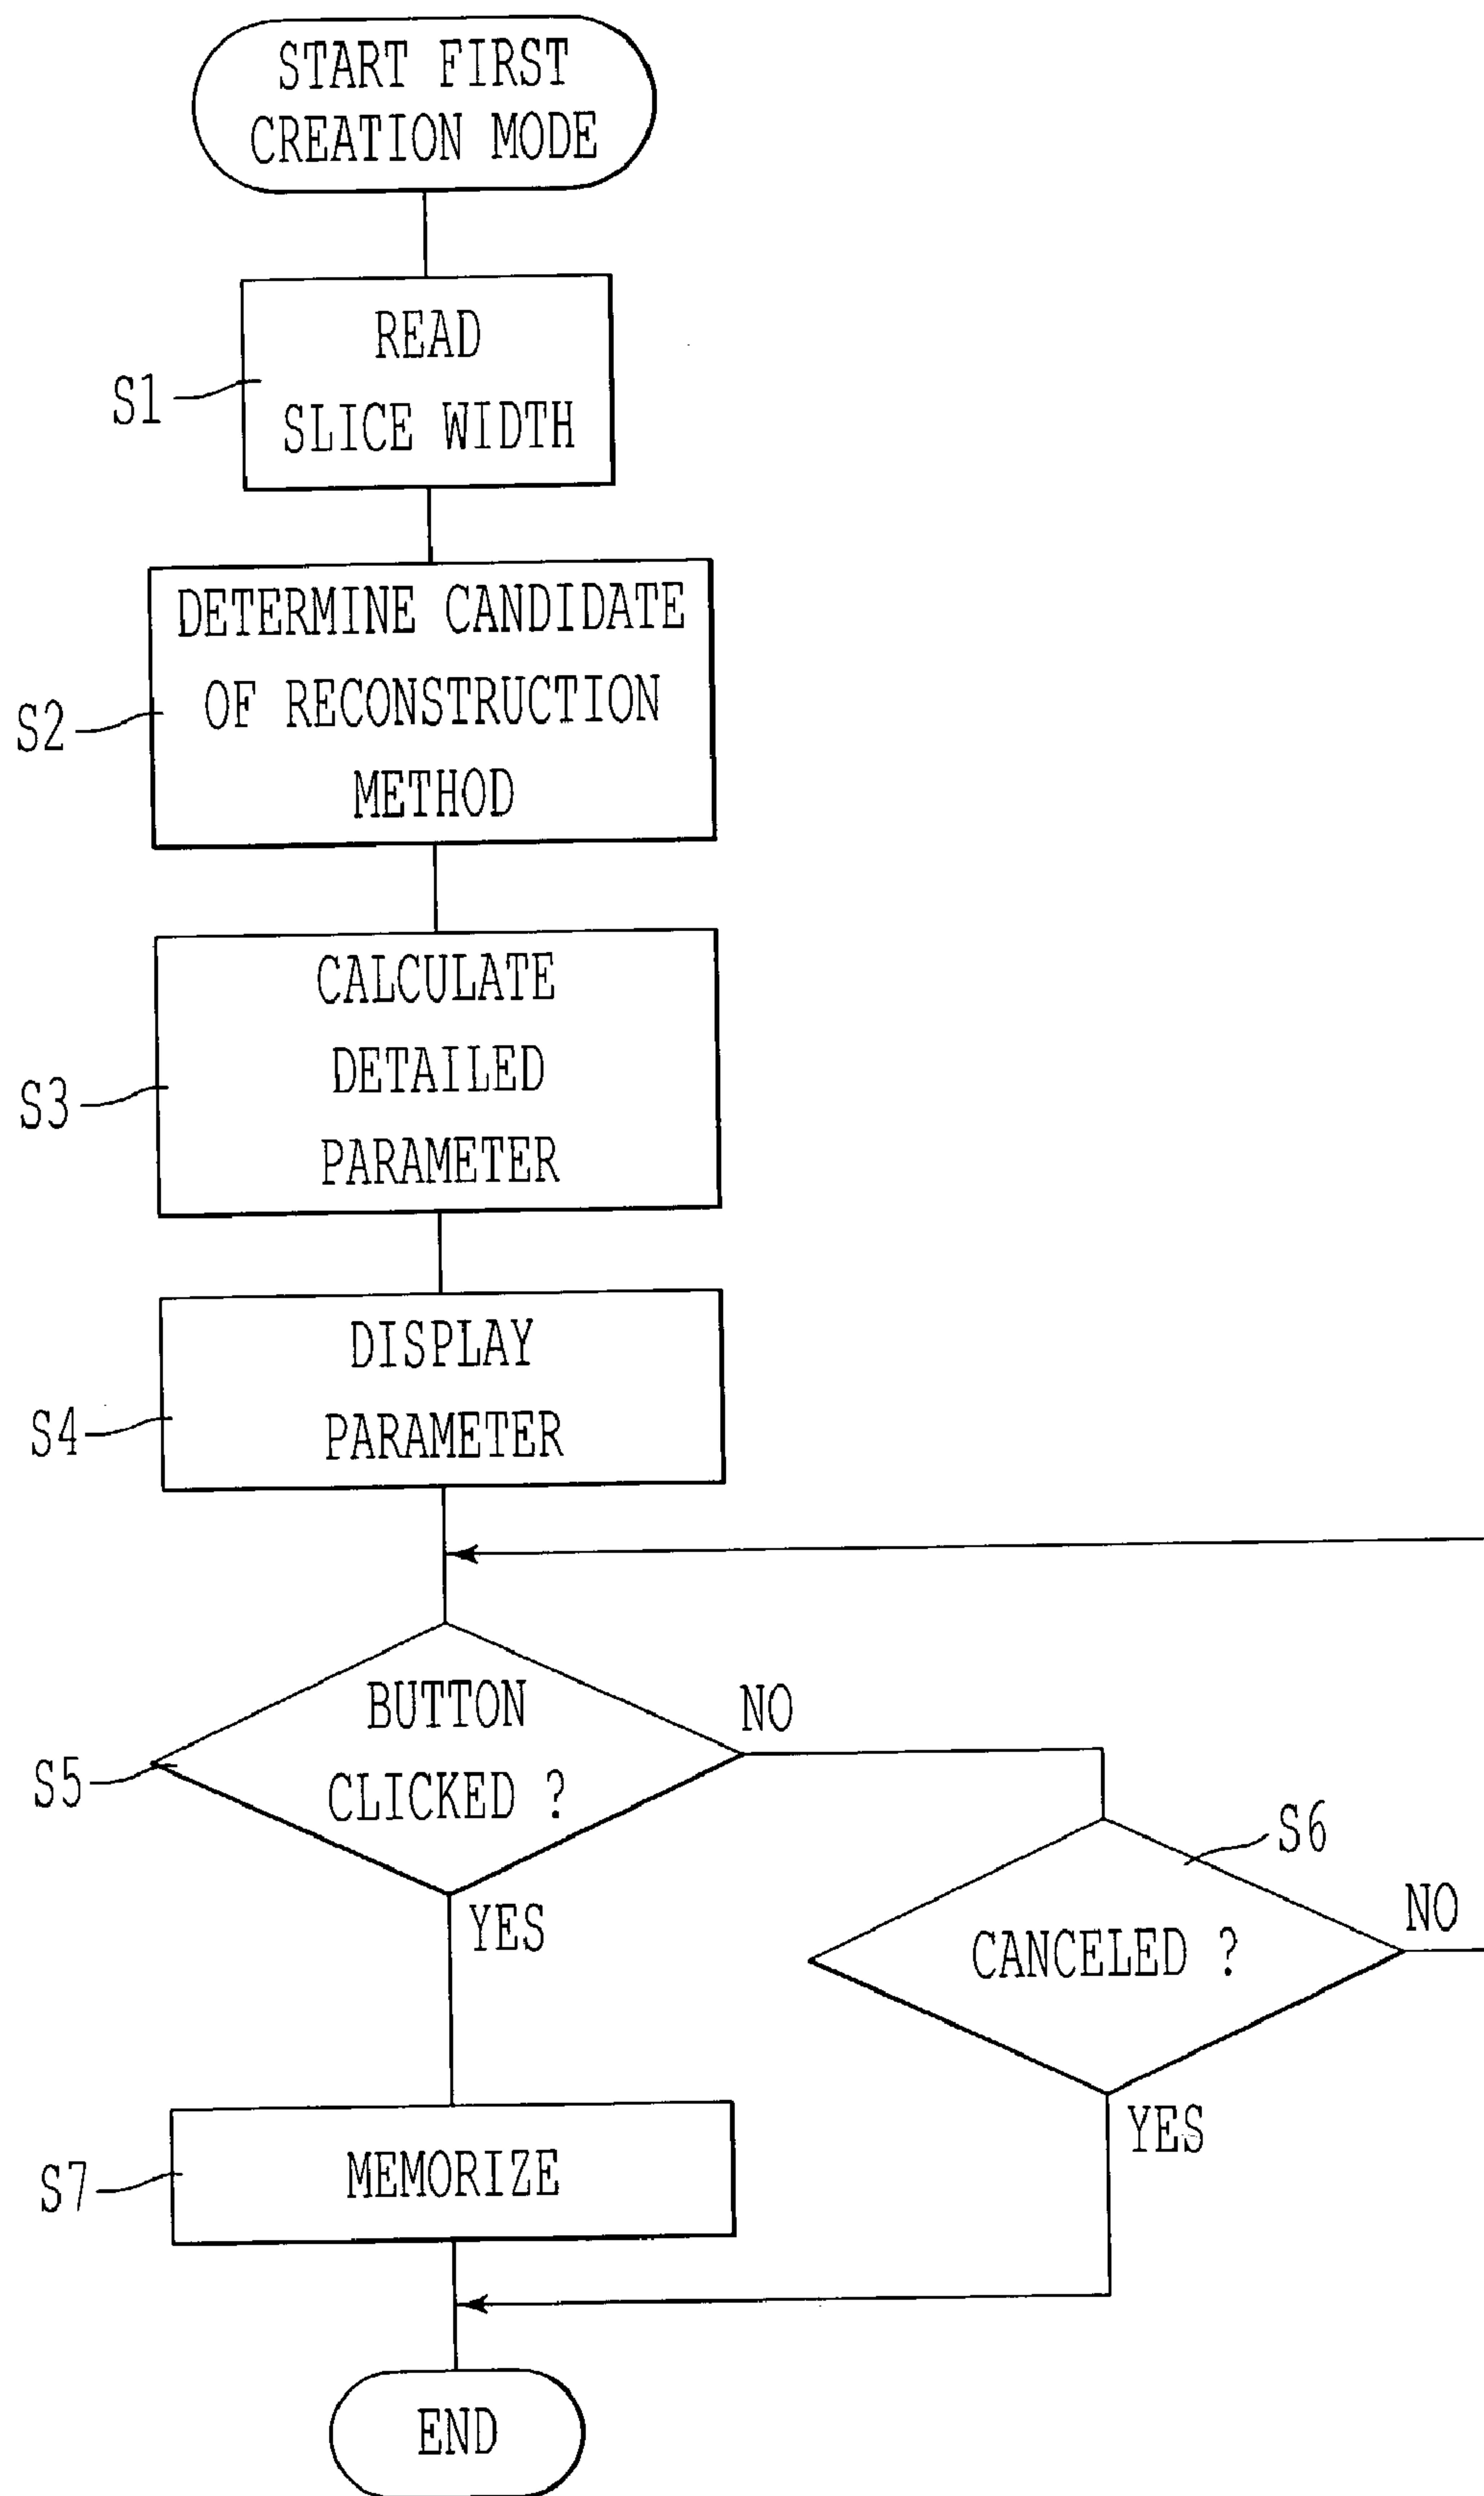 START FIRST
CREATION MODE
READ
SLICE WIDTH
S1
DETERMINE CANDIDATE
OF RECONSTRUCTION
METHOD
S2
CALCULATE
DETAILED
PARAMETER
S3
DISPLAY
PARAMETER
S4
BUTTON
CLICKED ?
NO
S5
S6
YES
CANCELED ?
NO
YES
MEMORIZE
S7
END